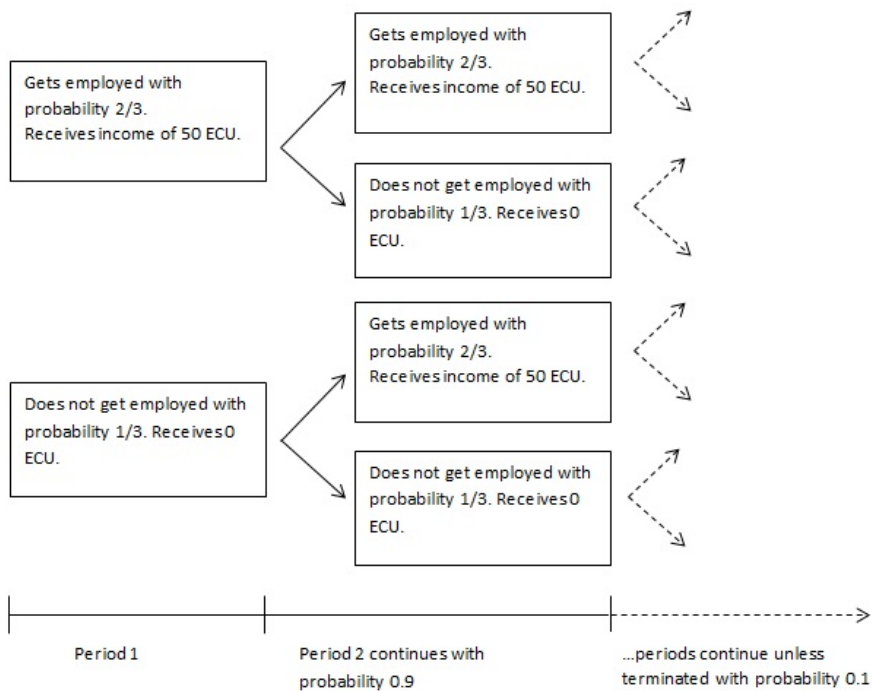 Gets employed with
probability 2/3.
Receives income of 50 ECU.
Does not get employed with
probability 1/3. Receives 0
ECU.
Gets employed with
probability 2/3.
Receives income of 50 ECU.
Does not get employed with
probability 1/3. Receives 0
ECU.
Gets employed with
probability 2/3.
Receives income of 50 ECU.
Does not get employed with
probability 1/3. Receives 0
ECU.
Period 1
Period 2 continues with
probability 0.9
...periods continue unless
terminated with probability 0.1